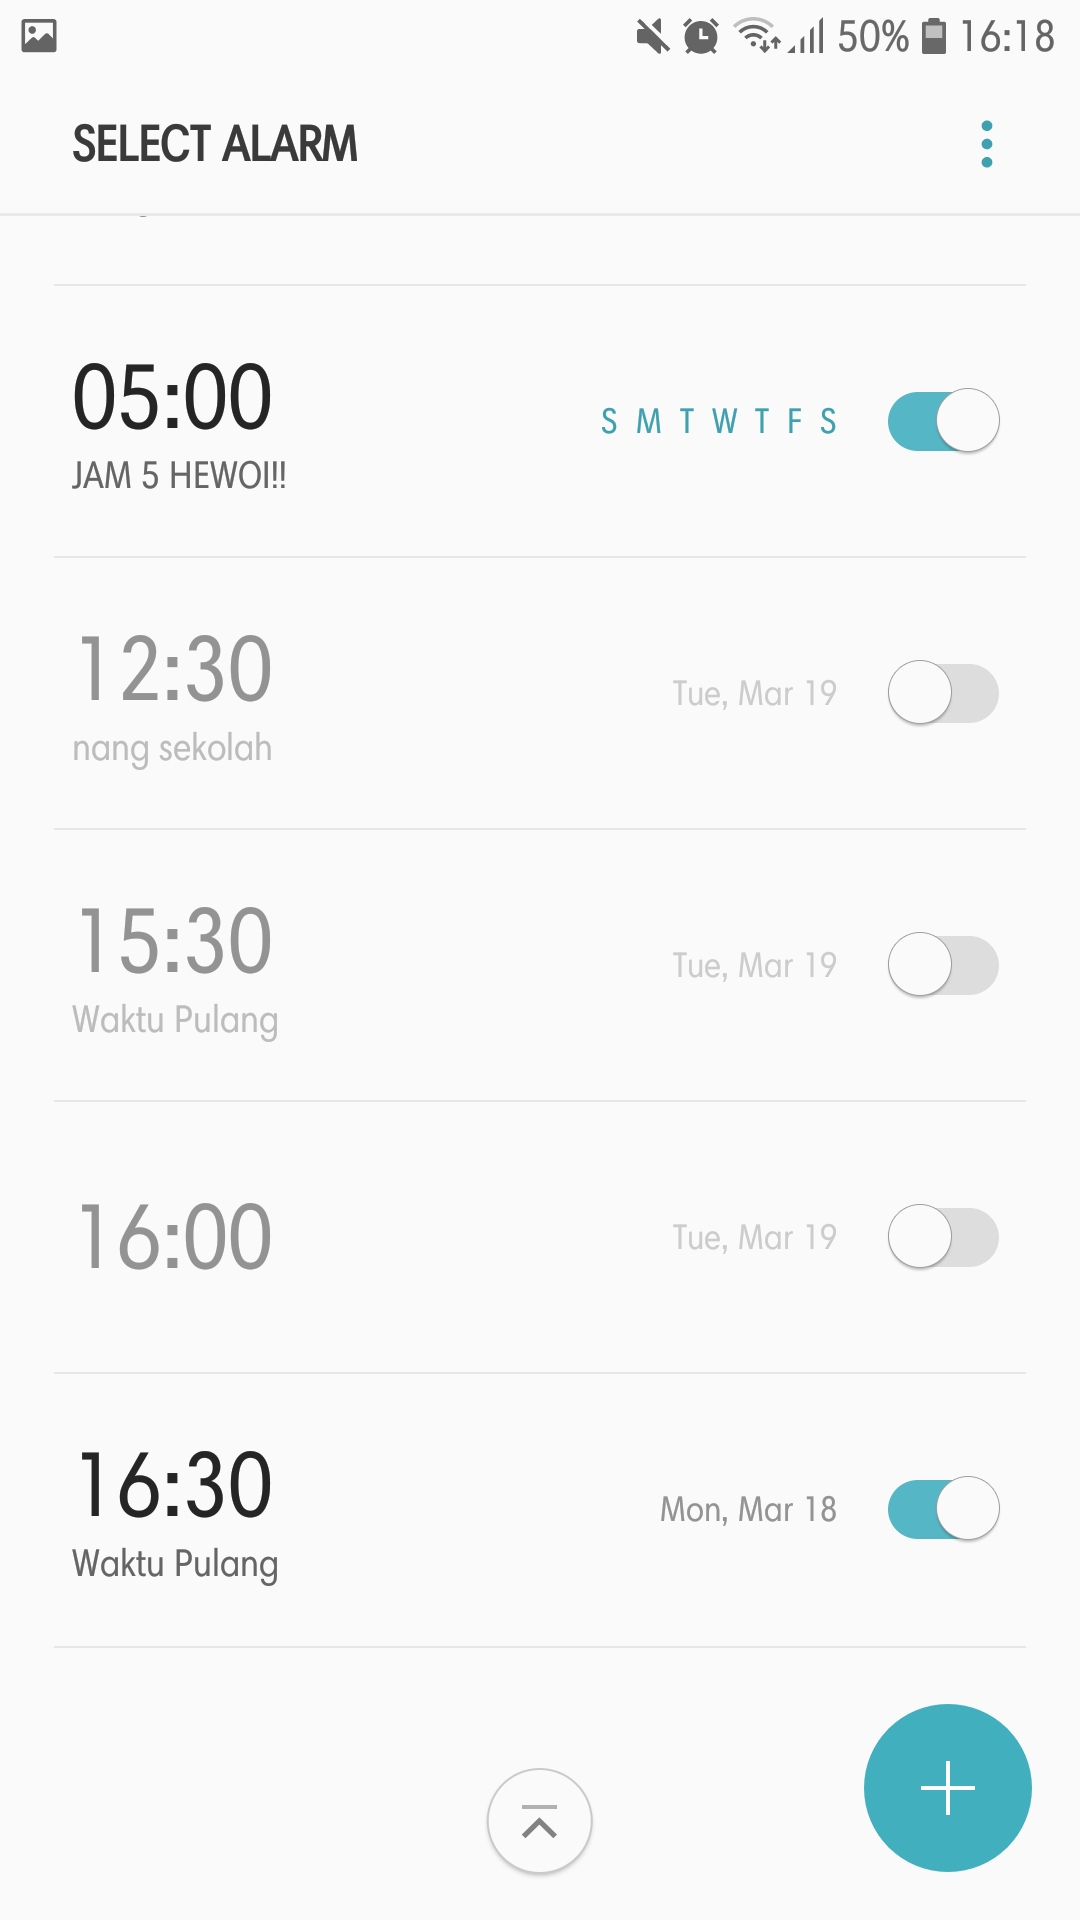 50% 16:18
SELECT ALARM
05:00
S M T W T F S
JAM 5 HEWOI!!
12:30
Tue, Mar 19
nang sekolah
15:30
Tue, Mar 19
Waktu Pulang
16:00
Tue, Mar 19
16:30
Mon, Mar 18
Waktu Pulang